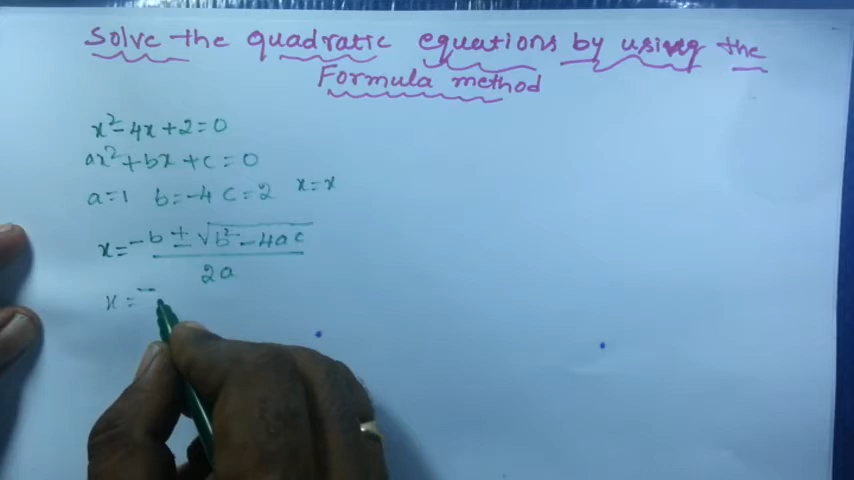 Solve the quadratic equations by using the
Formula method
x² - 4x + 2 = 0
ax² + bx + c = 0
a = 1 b = -4 c = 2 x = x
x = -b ± √b² - 4ac
2a
x = -